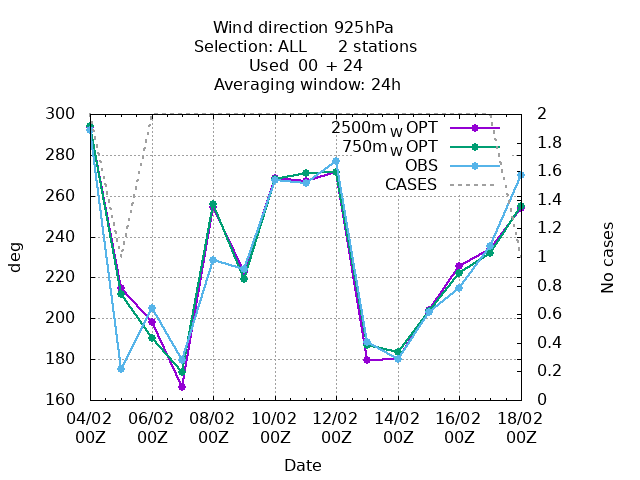 Wind direction 925hPa
Selection: ALL 2 stations
Used 00 + 24
Averaging window: 24h
300 2
2500m W OPT
1.8
750m W OPT
280
OBS
1.6
CASES
260
1.4
240 1.2
deg
1
No cases
220
0.8
200 0.6
180 0.4
0.2
160 0
04/02 06/02 08/02 10/02 12/02 14/02 16/02 18/02
00Z 00Z 00Z 00Z 00Z 00Z 00Z 00Z
Date